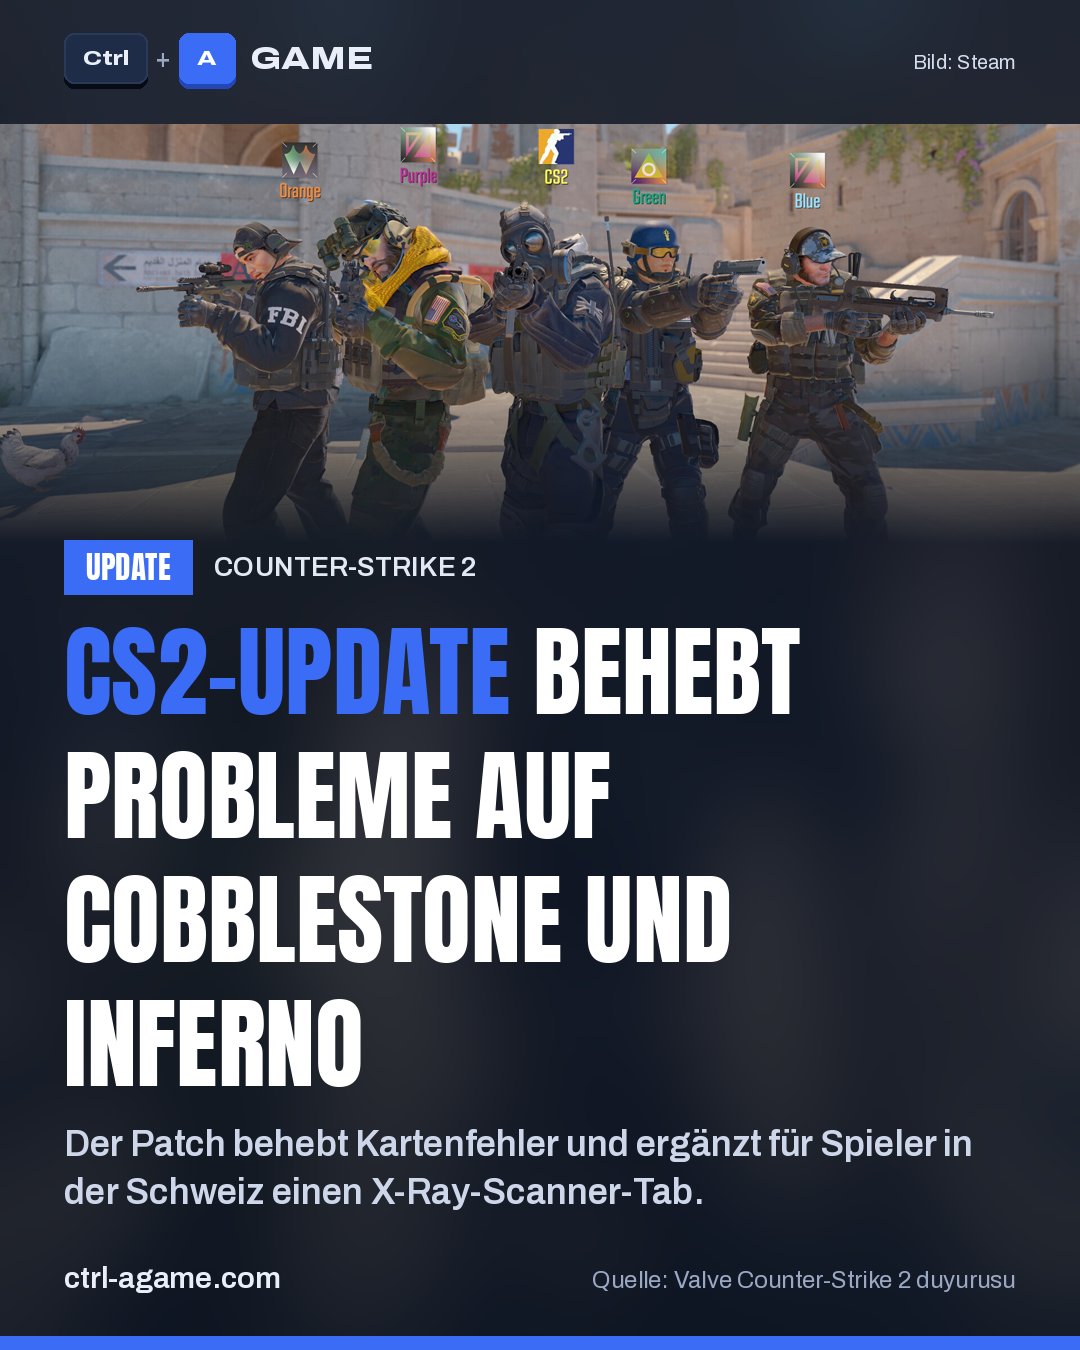 Ctrl + A GAME
Bild: Steam
Orange
Purple
CS2
Green
Blue
FBI
UPDATE
COUNTER-STRIKE 2
CS2-UPDATE BEHEBT
PROBLEME AUF
COBBLESTONE UND
INFERNO
Der Patch behebt Kartenfehler und ergänzt für Spieler in
der Schweiz einen X-Ray-Scanner-Tab.
ctrl-agame.com
Quelle: Valve Counter-Strike 2 duyurusu